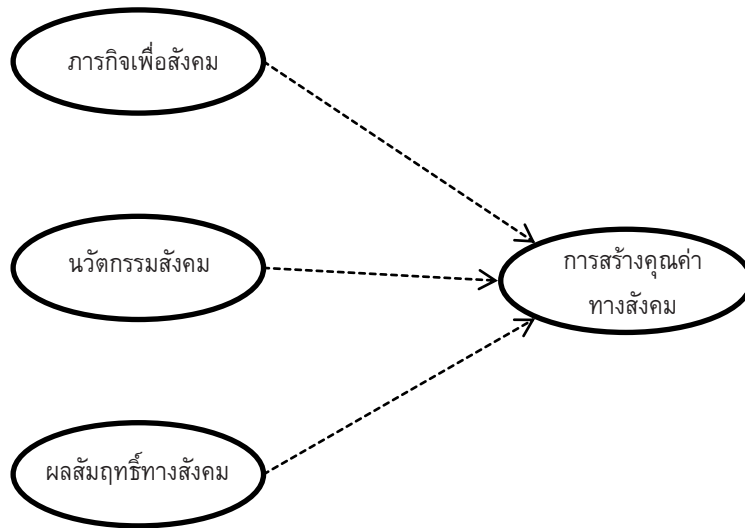 ภารกิจเพื่อสังคม
นวัตกรรมสังคม
การสร้างคุณค่า
ทางสังคม
ผลสัมฤทธิ์ทางสังคม